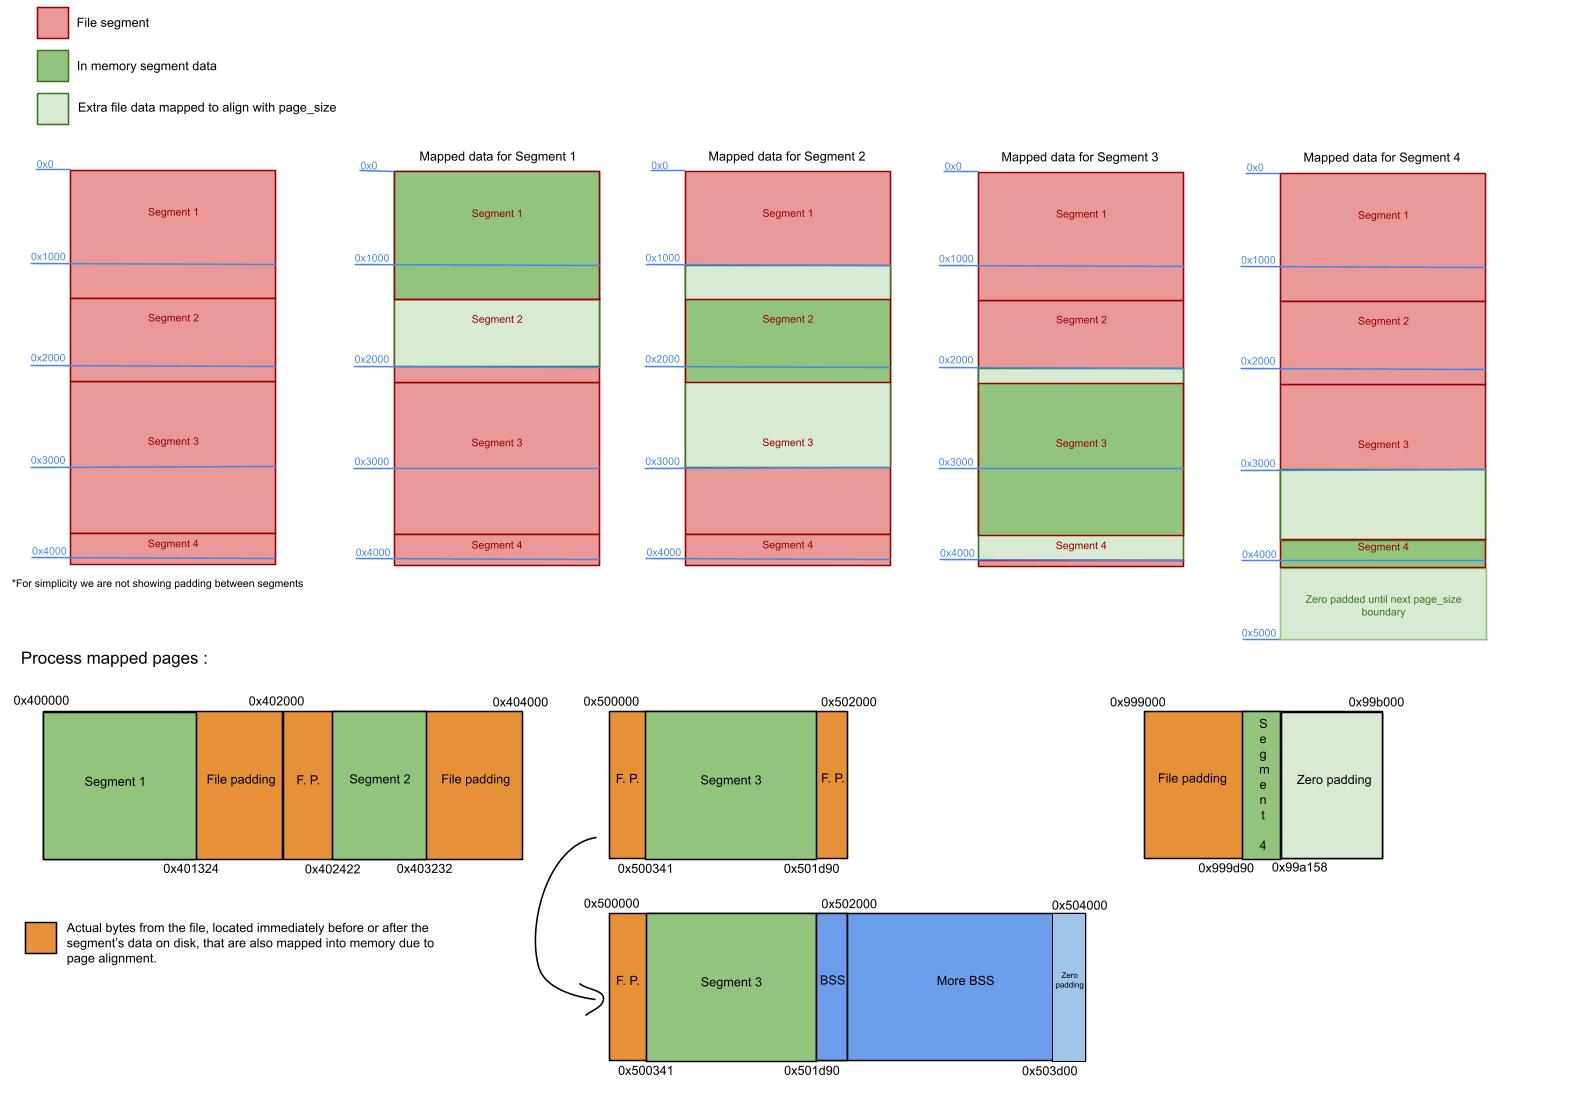 File segment
In memory segment data
Extra file data mapped to align with page_size
0x0
Segment 1
0x1000
Segment 2
0x2000
Segment 3
0x3000
Segment 4
0x4000
*For simplicity we are not showing padding between segments
Mapped data for Segment 1
0x0
Segment 1
0x1000
Segment 2
0x2000
Segment 3
0x3000
Segment 4
0x4000
Mapped data for Segment 2
0x0
Segment 1
0x1000
Segment 2
0x2000
Segment 3
0x3000
Segment 4
0x4000
Mapped data for Segment 3
0x0
Segment 1
0x1000
Segment 2
0x2000
Segment 3
0x3000
Segment 4
0x4000
Mapped data for Segment 4
0x0
Segment 1
0x1000
Segment 2
0x2000
Segment 3
0x3000
Segment 4
0x4000
Zero padded until next page_size
boundary
0x5000
Process mapped pages :
0x400000 0x402000 0x404000
Segment 1 File padding F. P. Segment 2 File padding
0x401324 0x402422 0x403232
0x500000 0x502000
F. P. Segment 3 F. P.
0x500341 0x501d90
0x999000 0x99b000
File padding Segment 4 Zero padding
0x999d90 0x99a158
Actual bytes from the file, located immediately before or after the
segment's data on disk, that are also mapped into memory due to
page alignment.
0x500000 0x502000 0x504000
F. P. Segment 3 BSS More BSS Zero
padding
0x500341 0x501d90 0x503d00